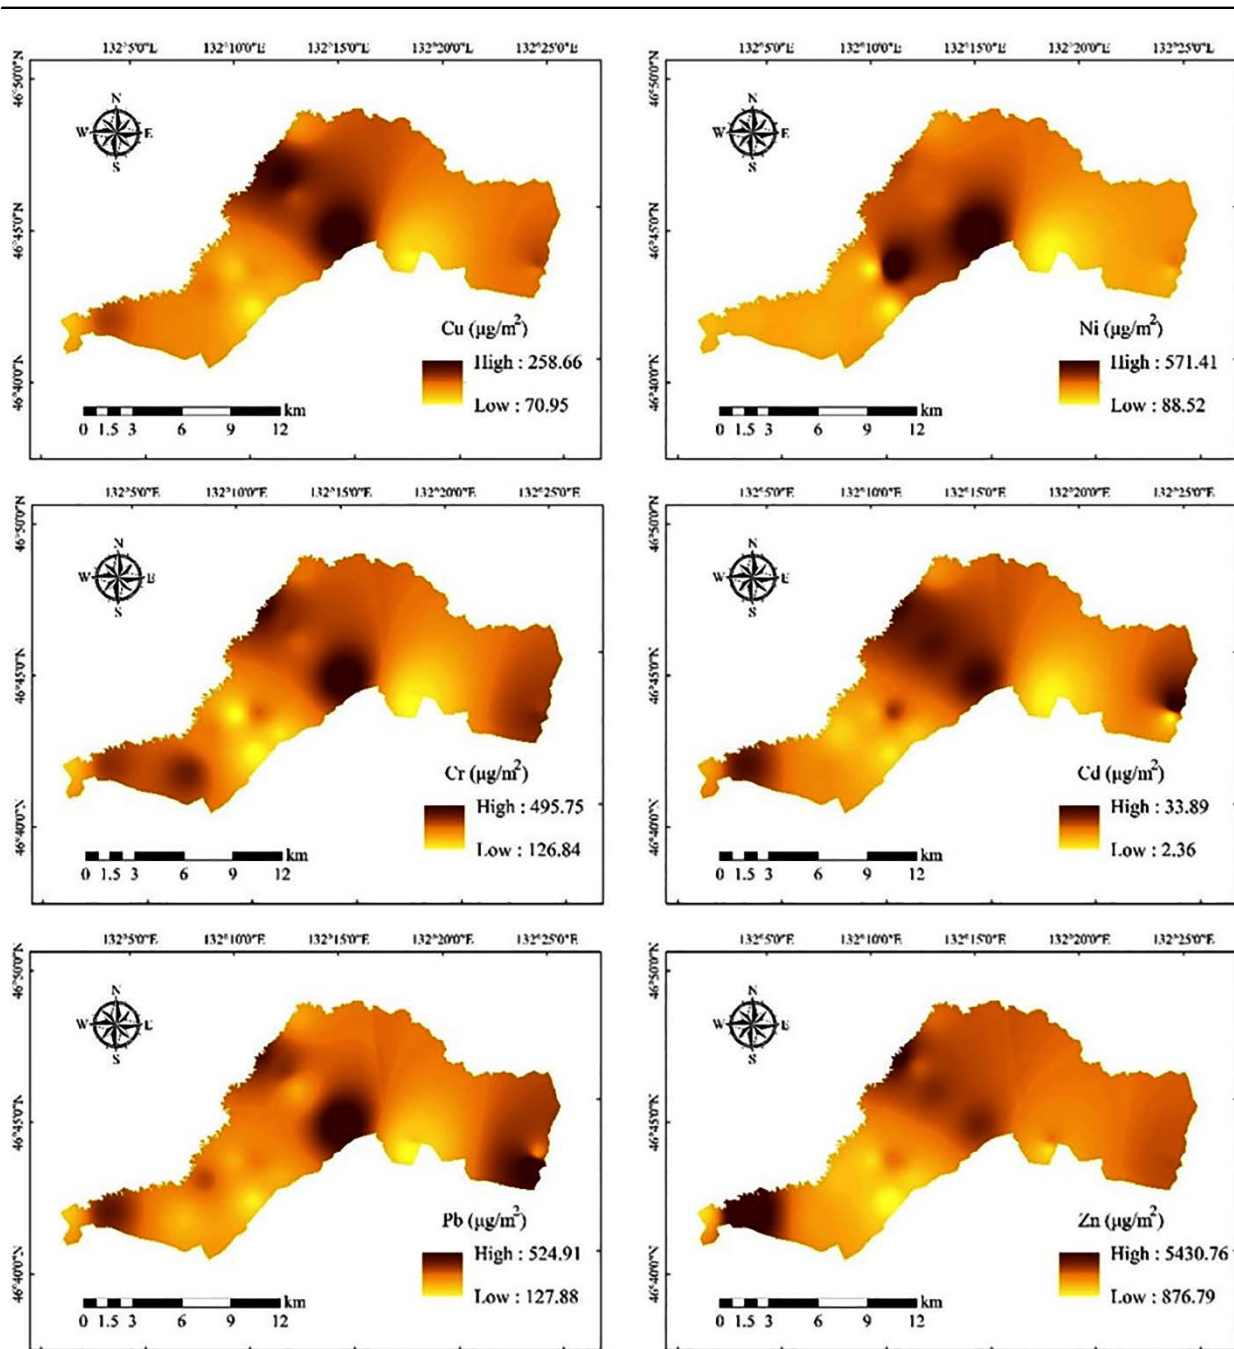 132°5'0"E 132°10'0"E 132°15'0"E 132°20'0"E 132°25'0"E
46°50'0"N
46°45'0"N
46°40'0"N
N
W E
S
Cu (µg/m²)
High : 258.66
Low : 70.95
km
0 1.5 3 6 9 12
132°5'0"E 132°10'0"E 132°15'0"E 132°20'0"E 132°25'0"E
46°50'0"N
46°45'0"N
46°40'0"N
N
W E
S
Ni (µg/m²)
High : 571.41
Low : 88.52
km
0 1.5 3 6 9 12
132°5'0"E 132°10'0"E 132°15'0"E 132°20'0"E 132°25'0"E
46°50'0"N
46°45'0"N
46°40'0"N
N
W E
S
Cr (µg/m²)
High : 495.75
Low : 126.84
km
0 1.5 3 6 9 12
132°5'0"E 132°10'0"E 132°15'0"E 132°20'0"E 132°25'0"E
46°50'0"N
46°45'0"N
46°40'0"N
N
W E
S
Cd (µg/m²)
High : 33.89
Low : 2.36
km
0 1.5 3 6 9 12
132°5'0"E 132°10'0"E 132°15'0"E 132°20'0"E 132°25'0"E
46°50'0"N
46°45'0"N
46°40'0"N
N
W E
S
Pb (µg/m²)
High : 524.91
Low : 127.88
km
0 1.5 3 6 9 12
132°5'0"E 132°10'0"E 132°15'0"E 132°20'0"E 132°25'0"E
46°50'0"N
46°45'0"N
46°40'0"N
N
W E
S
Zn (µg/m²)
High : 5430.76
Low : 876.79
km
0 1.5 3 6 9 12